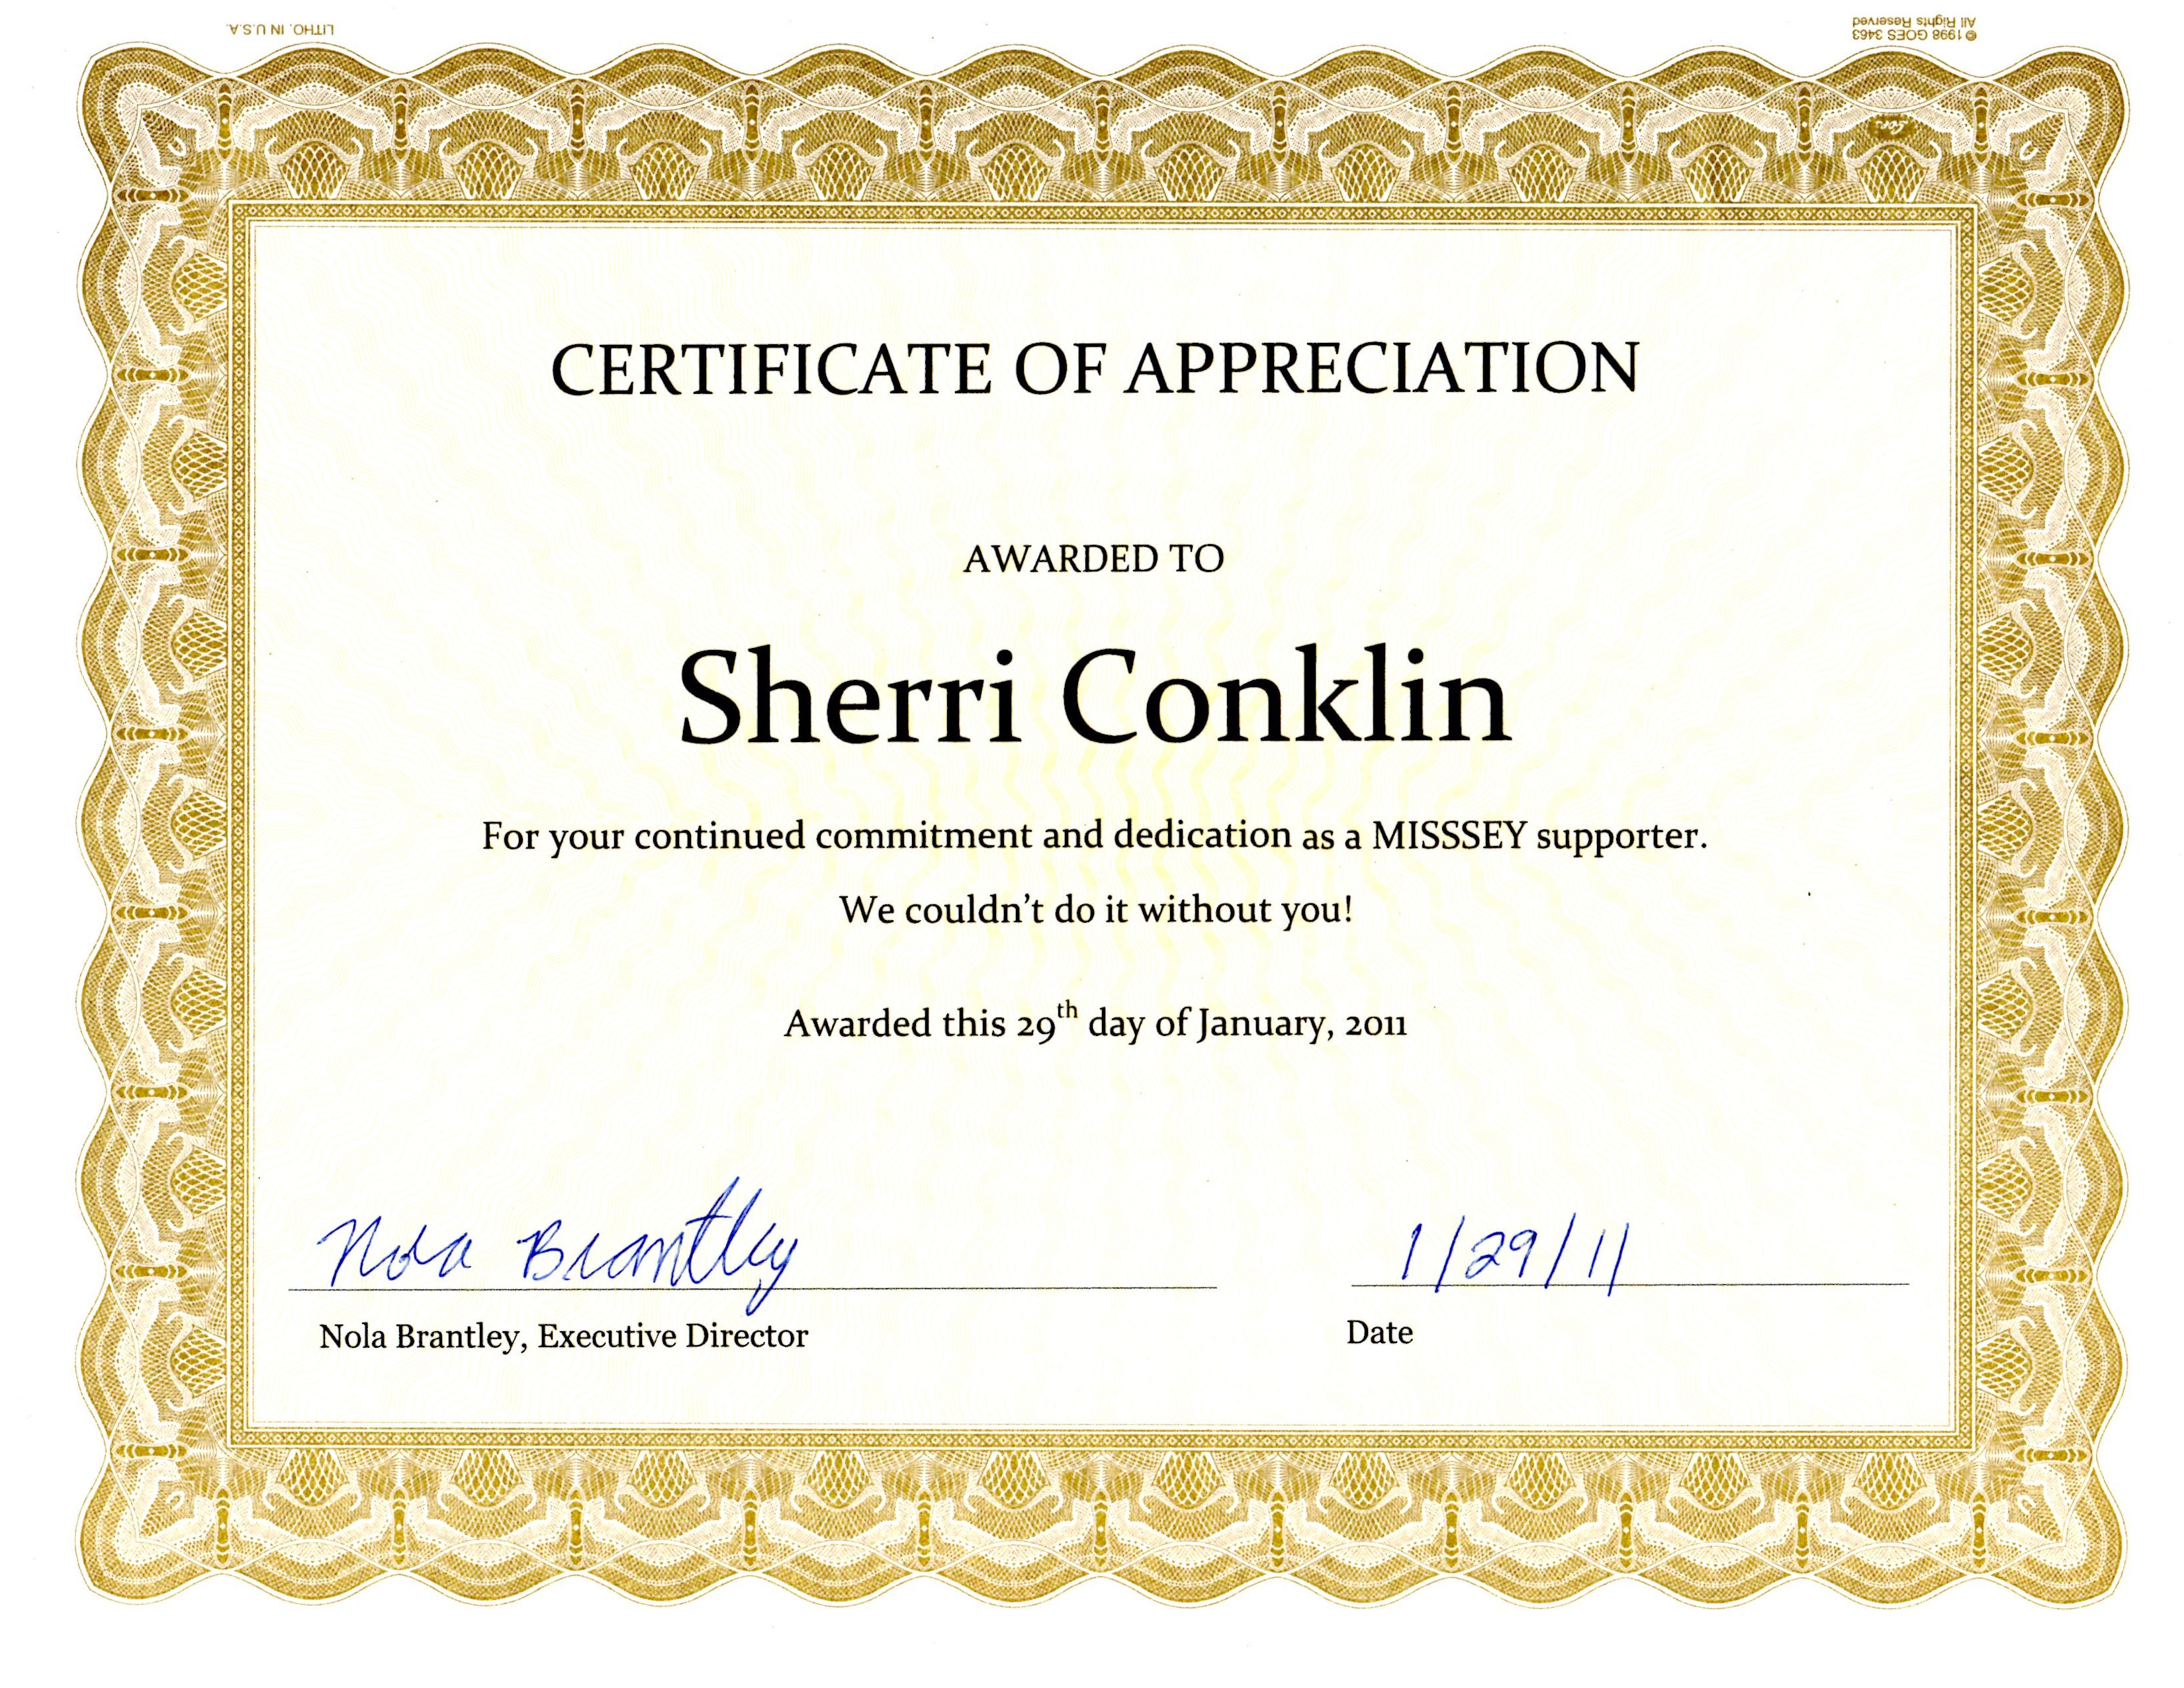 LITHO. IN U.S.A.
© 1998 GOES 3463
All Rights Reserved
CERTIFICATE OF APPRECIATION
AWARDED TO
Sherri Conklin
For your continued commitment and dedication as a MISSSEY supporter.
We couldn't do it without you!
Awarded this 29th day of January, 2011
Nola Brantley 1/29/11
Nola Brantley, Executive Director Date